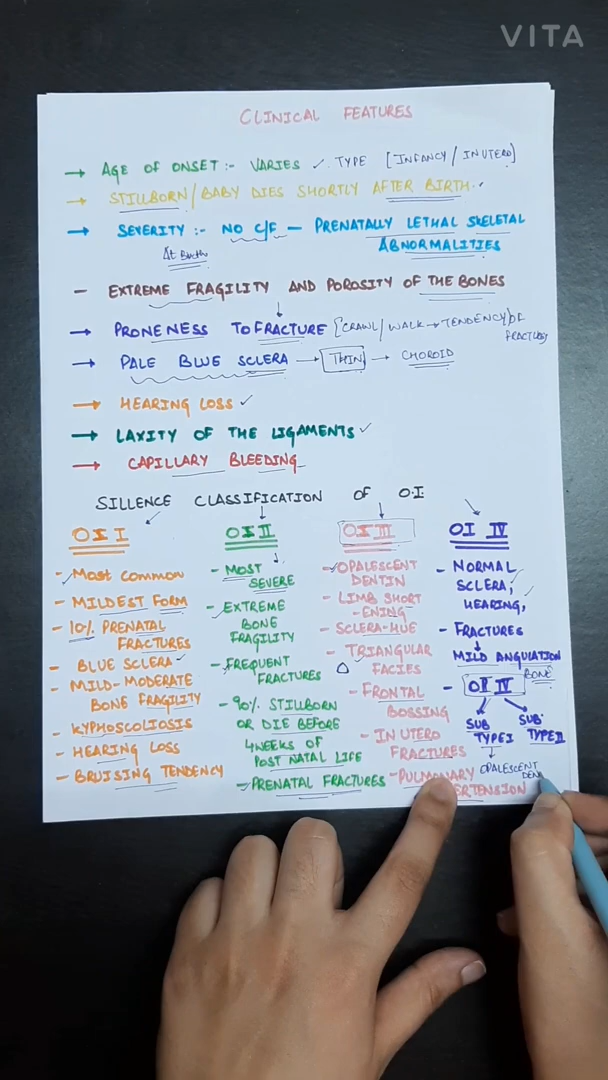 VITA
CLINICAL FEATURES
→ AGE OF ONSET :- VARIES ✓ TYPE [INFANCY / IN UTERO]
→ STILLBORN / BABY DIES SHORTLY AFTER BIRTH.
→ SEVERITY :- NO C/F — PRENATALLY LETHAL SKELETAL
At Birth ABNORMALITIES
- EXTREME FRAGILITY AND POROSITY OF THE BONES
→ PRONENESS TO FRACTURE [CRAWL / WALK → TENDENCY OF
FRACTURES
→ PALE BLUE SCLERA → THIN → CHOROID
→ HEARING LOSS ✓
→ LAXITY OF THE LIGAMENTS ✓
→ CAPILLARY BLEEDING
SILLENCE CLASSIFICATION OF O.I
OI I
- MOST COMMON
- MILDEST FORM
- 10% PRENATAL
FRACTURES
- BLUE SCLERA
- MILD-MODERATE
BONE FRAGILITY
- KYPHOSCOLIOSIS
- HEARING LOSS
- BRUISING TENDENCY
OI II
- MOST
SEVERE
- EXTREME
BONE
FRAGILITY
- FREQUENT
FRACTURES
- 90% STILLBORN
OR DIE BEFORE
4 WEEKS OF
POST NATAL LIFE
- PRENATAL FRACTURES
OI III
- OPALESCENT
DENTIN
- LIMB SHORT
-ENING
- SCLERA-HUE
- TRIANGULAR
FACIES
- FRONTAL
BOSSING
- IN UTERO
FRACTURES
- PULMONARY
ERTENSION
OI IV
- NORMAL
SCLERA,
HEARING,
- FRACTURES
↓
MILD ANGULATION
BONE
- OI IV
SUB TYPE I
SUB TYPE II
↓
OPALESCENT
DEN